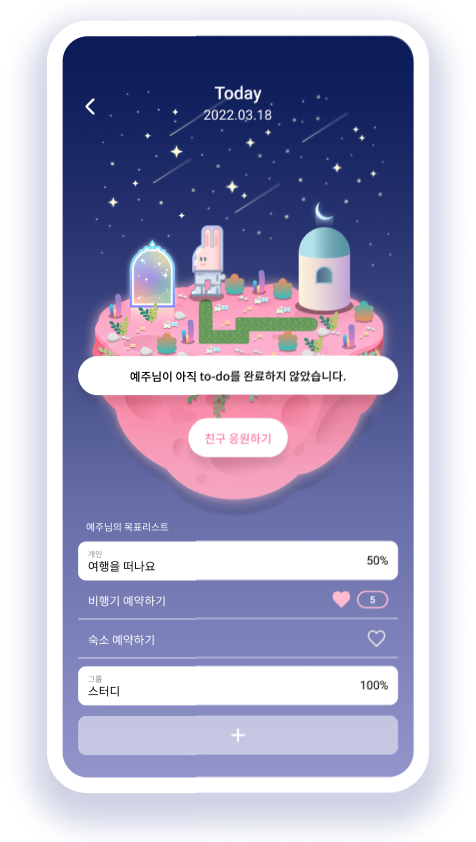 Today
2022.03.18
예주님이 아직 to-do를 완료하지 않았습니다.
친구 응원하기
예주님의 목표리스트
개인
여행을 떠나요
50%
비행기 예약하기
5
숙소 예약하기
그룹
스터디
100%
+